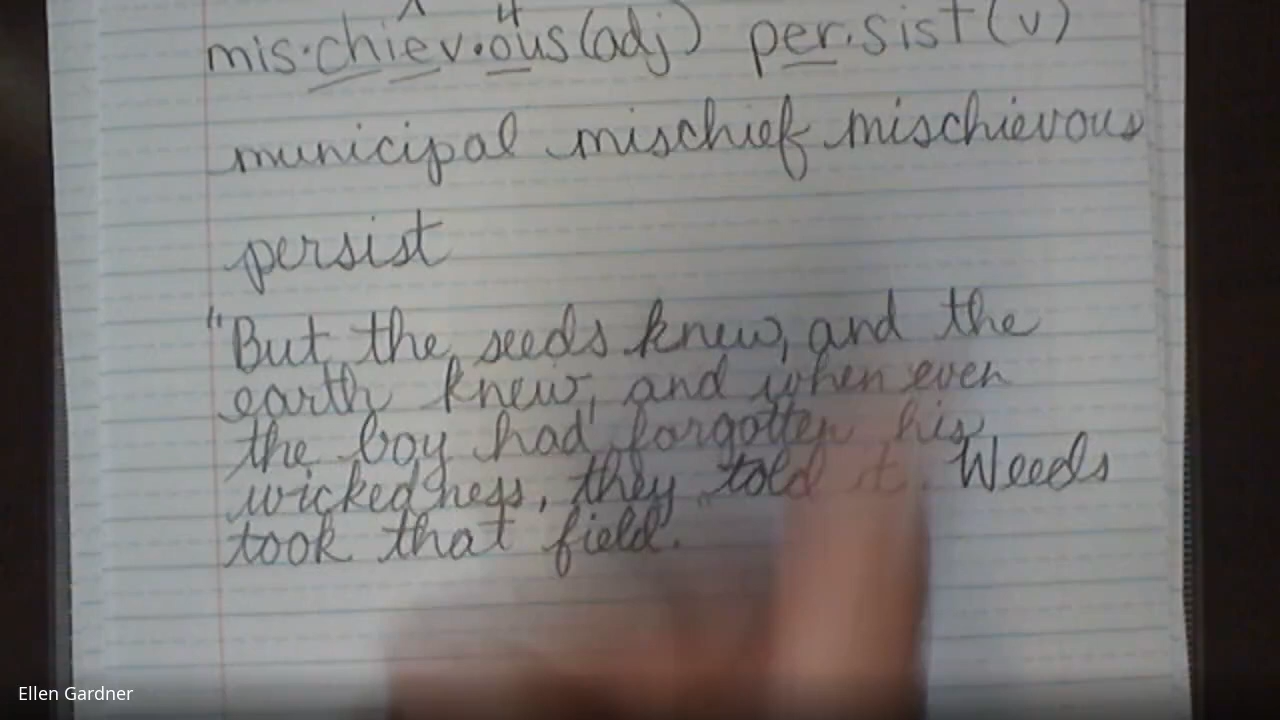 mis·chiev·ous (adj) per·sist (v)
municipal mischief mischievous
persist
"But the seeds knew, and the
earth knew, and when even
the boy had forgotten his
wickedness, they told it. Weeds
took that field.
Ellen Gardner